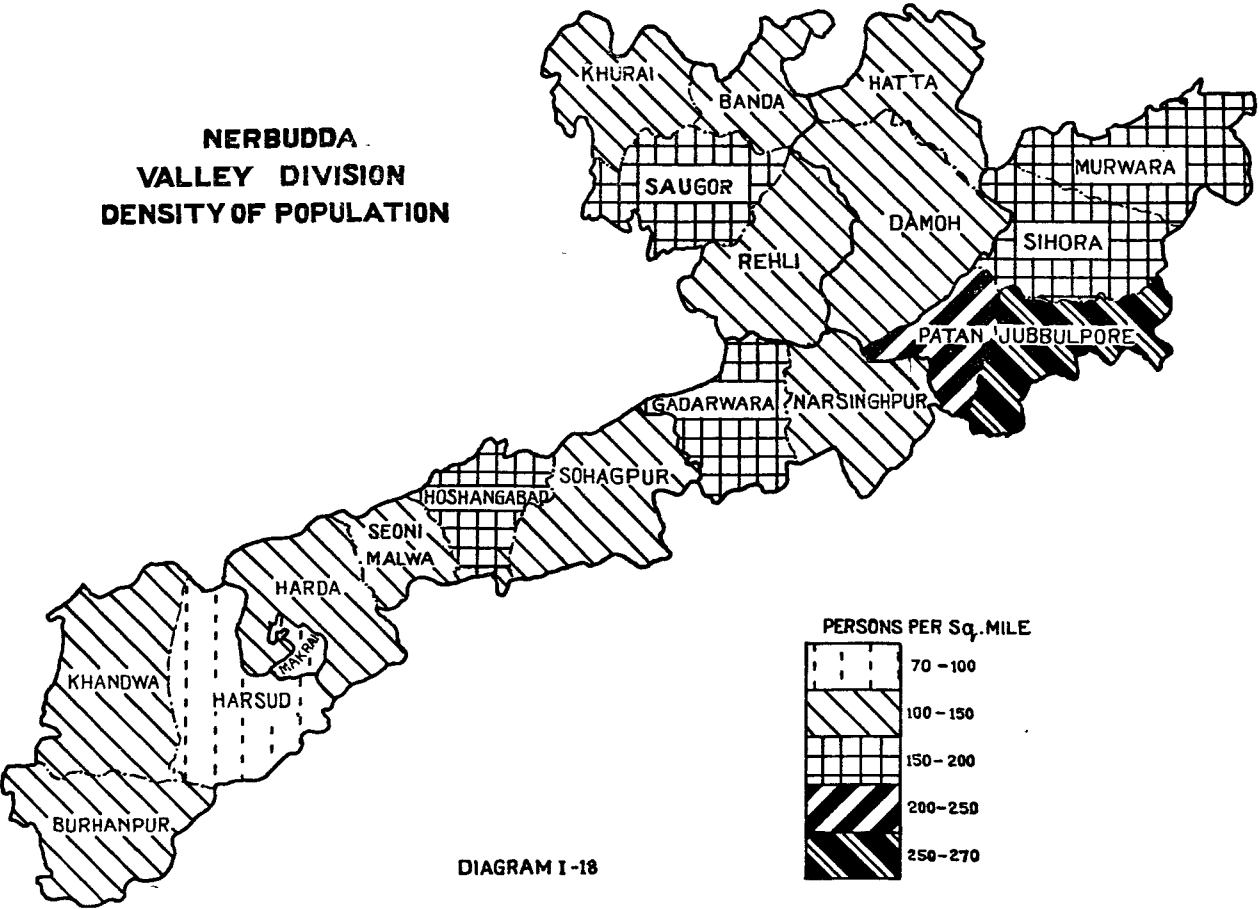 NERBUDDA
VALLEY DIVISION
DENSITY OF POPULATION
KHURAI
BANDA
HATTA
SAUGOR
MURWARA
DAMOH
SIHORA
REHLI
PATAN JUBBULPORE
GADARWARA
NARSINGHPUR
SOHAGPUR
HOSHANGABAD
SEONI
MALWA
HARDA
MAKRAI
KHANDWA
HARSUD
BURHANPUR
PERSONS PER Sq. MILE
70-100
100-150
150-200
200-250
250-270
DIAGRAM I-18